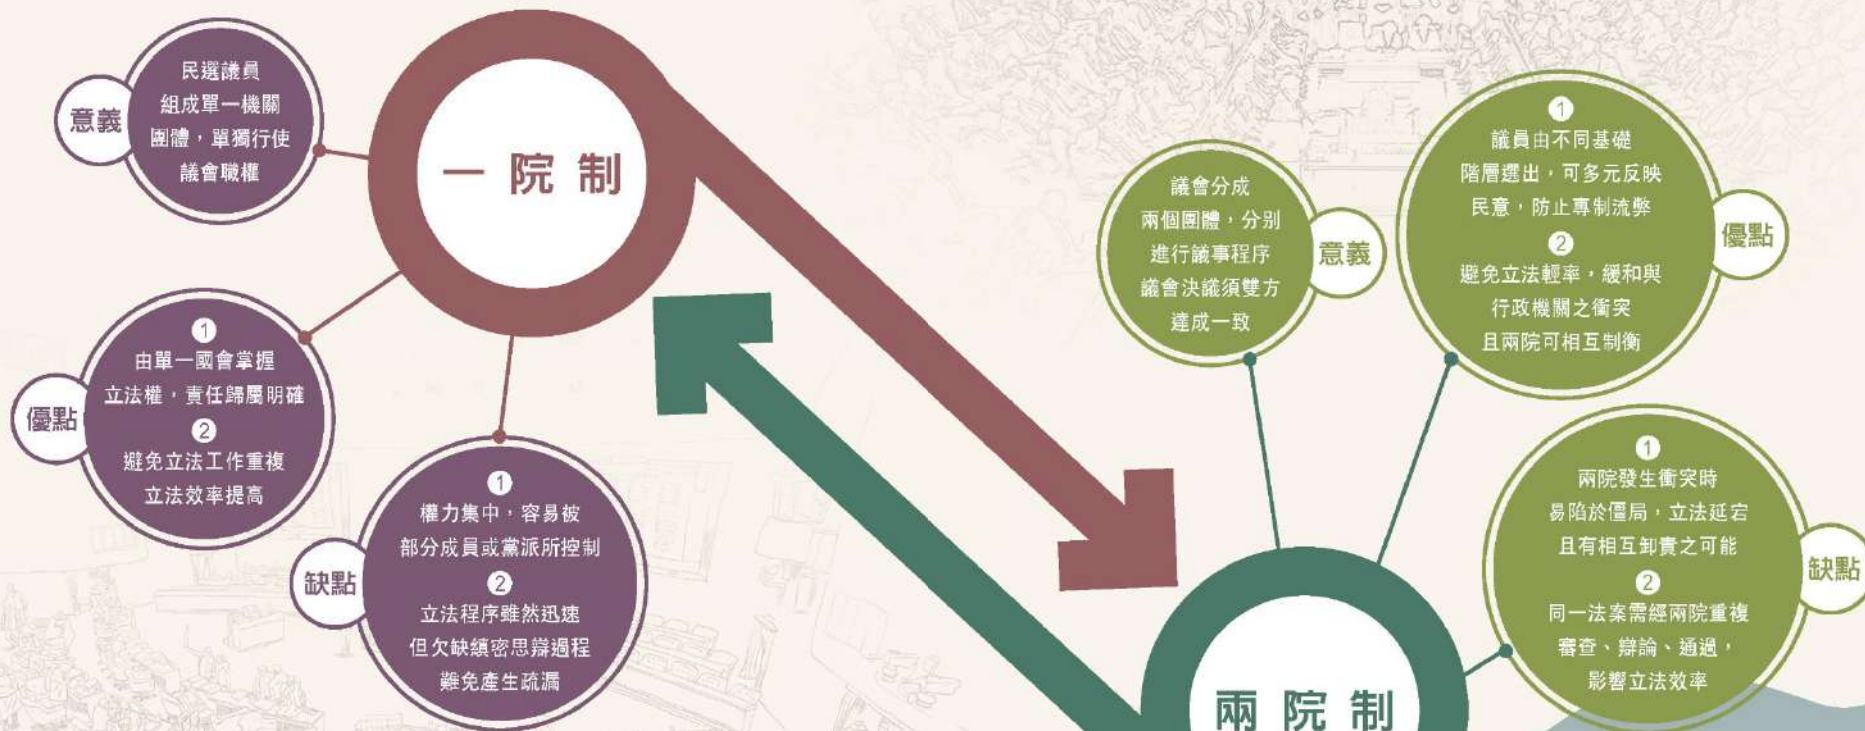 一院制
意義
民選議員
組成單一機關
團體，單獨行使
議會職權
優點
1
由單一國會掌握
立法權，責任歸屬明確
2
避免立法工作重複
立法效率提高
缺點
1
權力集中，容易被
部分成員或黨派所控制
2
立法程序雖然迅速
但欠缺縝密思辯過程
難免產生疏漏
兩院制
意義
議會分成
兩個團體，分別
進行議事程序
議會決議須雙方
達成一致
優點
1
議員由不同基礎
階層選出，可多元反映
民意，防止專制流弊
2
避免立法輕率，緩和與
行政機關之衝突
且兩院可相互制衡
缺點
1
兩院發生衝突時
易陷於僵局，立法延宕
且有相互卸責之可能
2
同一法案需經兩院重複
審查、辯論、通過，
影響立法效率